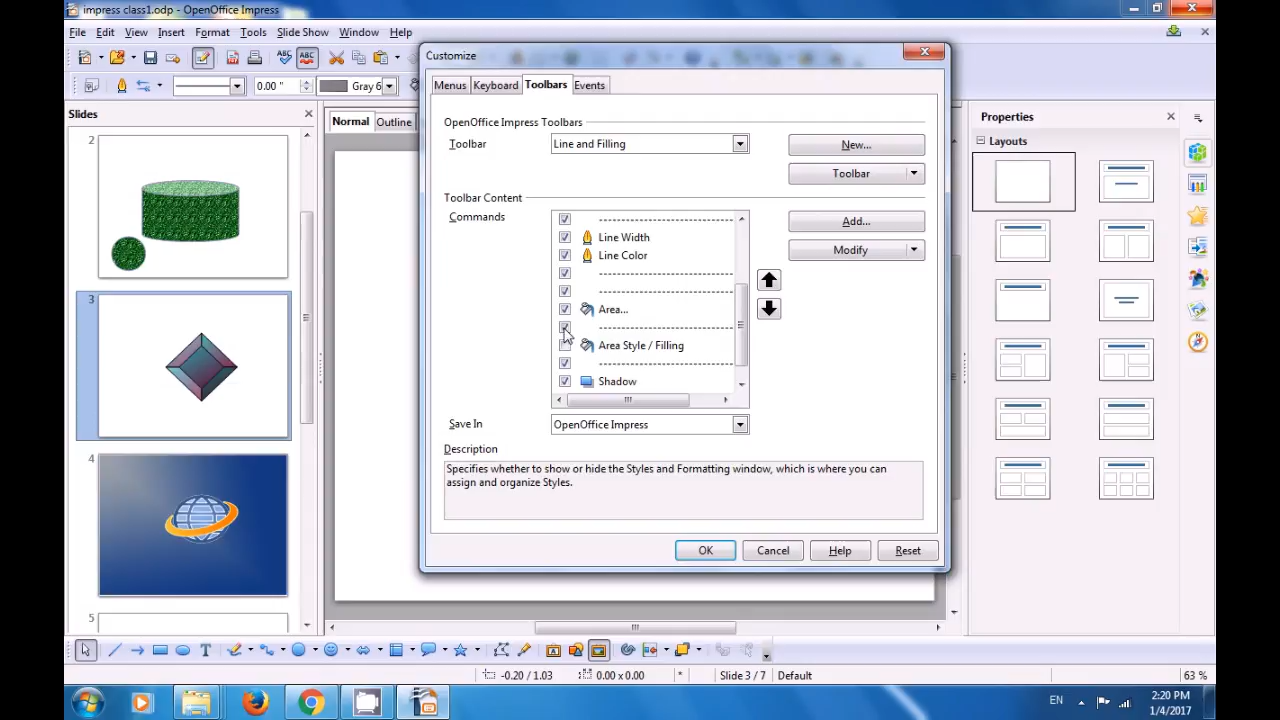 impress class1.odp - OpenOffice Impress
File Edit View Insert Format Tools Slide Show Window Help
0.00 " Gray 6
Customize
Menus Keyboard Toolbars Events
OpenOffice Impress Toolbars
Toolbar Line and Filling New...
Toolbar
Toolbar Content
Commands Add...
Line Width
Line Color Modify
Area...
Area Style / Filling
Shadow
Save In OpenOffice Impress
Description
Specifies whether to show or hide the Styles and Formatting window, which is where you can
assign and organize Styles.
OK Cancel Help Reset
Slides
2
3
4
5
Normal Outline
Properties
Layouts
-0.20 / 1.03 0.00 x 0.00 * Slide 3 / 7 Default 63 %
EN 2:20 PM
1/4/2017